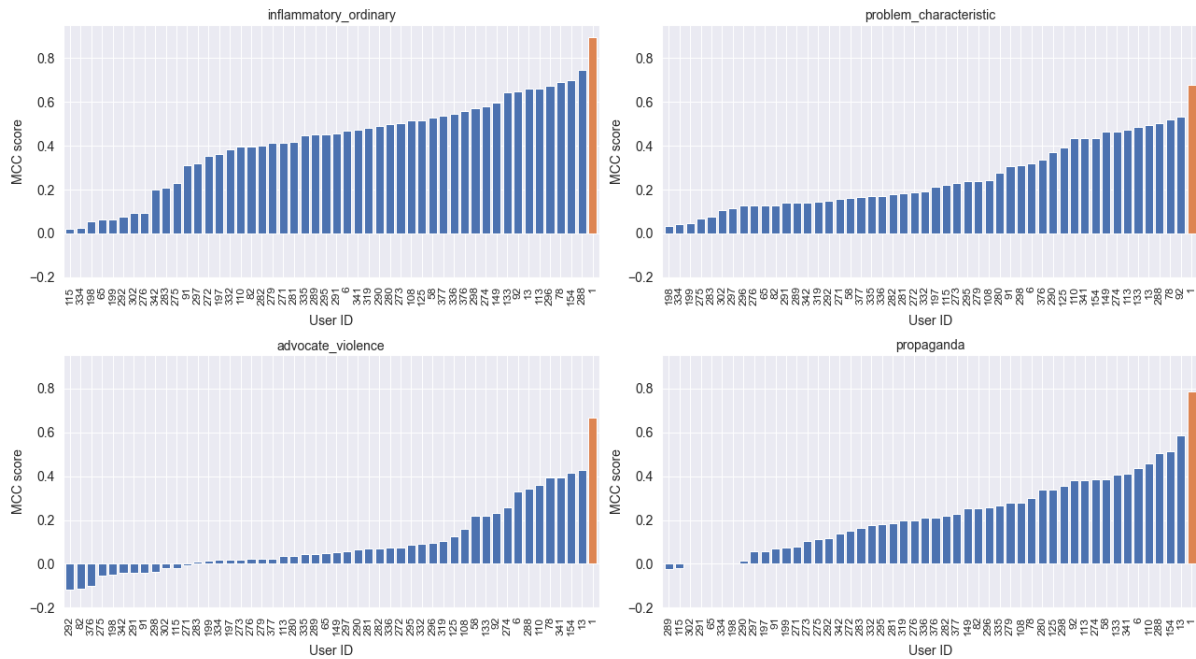 inflammatory_ordinary
MCC score
0.8
0.6
0.4
0.2
0.0
−0.2
115 334 198 65 199 292 302 276 342 283 275 91 297 272 197 332 110 82 282 279 271 281 335 289 295 291 6 341 319 290 280 273 108 125 58 377 336 376 298 274 149 133 92 13 113 296 78 154 288 1
User ID
problem_characteristic
MCC score
0.8
0.6
0.4
0.2
0.0
−0.2
198 334 199 275 283 302 297 296 276 65 82 291 289 342 319 292 271 58 377 335 336 282 281 272 332 197 115 273 295 279 108 280 91 298 6 376 290 125 110 341 154 149 274 113 133 13 288 78 92 1
User ID
advocate_violence
MCC score
0.8
0.6
0.4
0.2
0.0
−0.2
292 82 376 275 198 342 291 91 298 302 115 271 283 199 334 197 273 276 279 377 113 280 335 289 65 149 297 290 281 282 336 272 295 332 296 319 125 108 58 133 92 274 6 288 110 78 341 154 13 1
User ID
propaganda
MCC score
0.8
0.6
0.4
0.2
0.0
−0.2
289 115 302 291 65 334 198 290 297 197 91 199 271 273 275 292 342 272 283 332 295 281 319 276 336 376 282 377 149 82 296 335 279 108 78 280 125 298 92 113 274 58 133 341 6 110 288 154 13 1
User ID